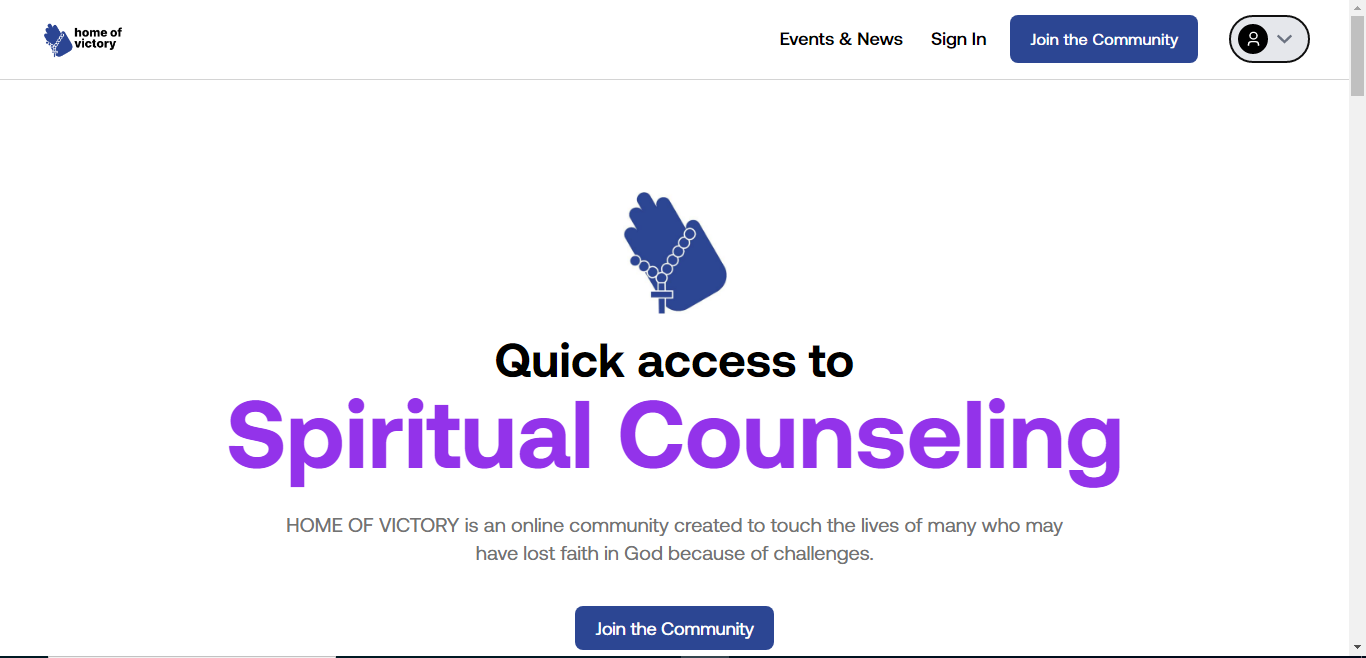 home of
victory
Events & News
Sign In
Join the Community
Quick access to
Spiritual Counseling
HOME OF VICTORY is an online community created to touch the lives of many who may
have lost faith in God because of challenges.
Join the Community